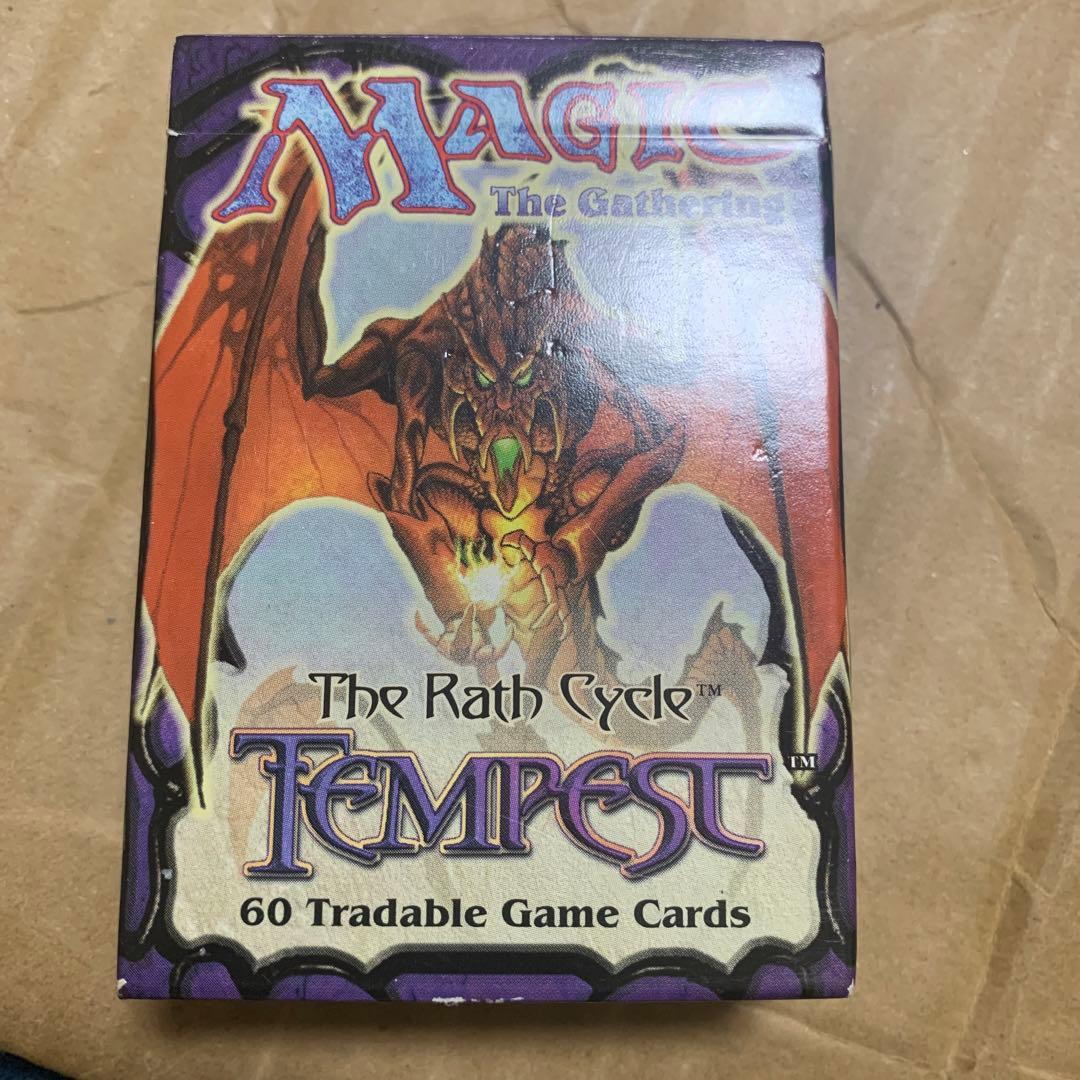 MAGIC
The Gathering
The Rath Cycle™
TEMPEST™
60 Tradable Game Cards